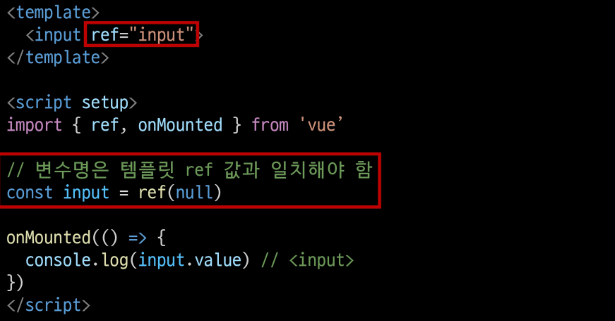 <template>
  <input ref="input">
</template>

<script setup>
import { ref, onMounted } from 'vue’

// 변수명은 템플릿 ref 값과 일치해야 함
const input = ref(null)

onMounted(() => {
  console.log(input.value) // <input>
})
</script>